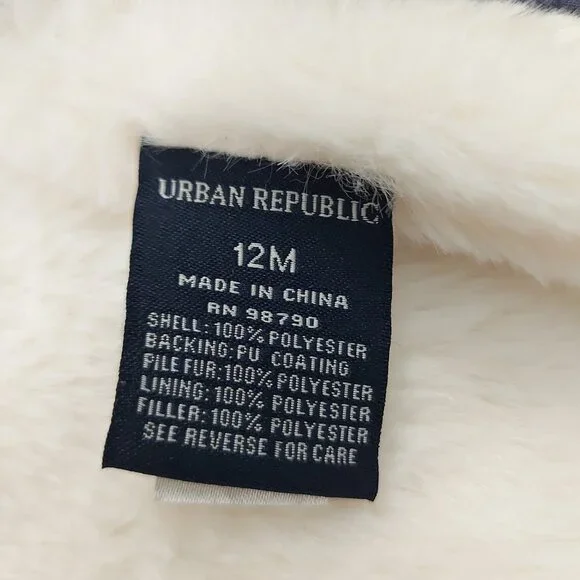 URBAN REPUBLIC
12M
MADE IN CHINA
RN 98790
SHELL:100% POLYESTER
BACKING:PU COATING
PILE FUR:100% POLYESTER
LINING:100% POLYESTER
FILLER:100% POLYESTER
SEE REVERSE FOR CARE